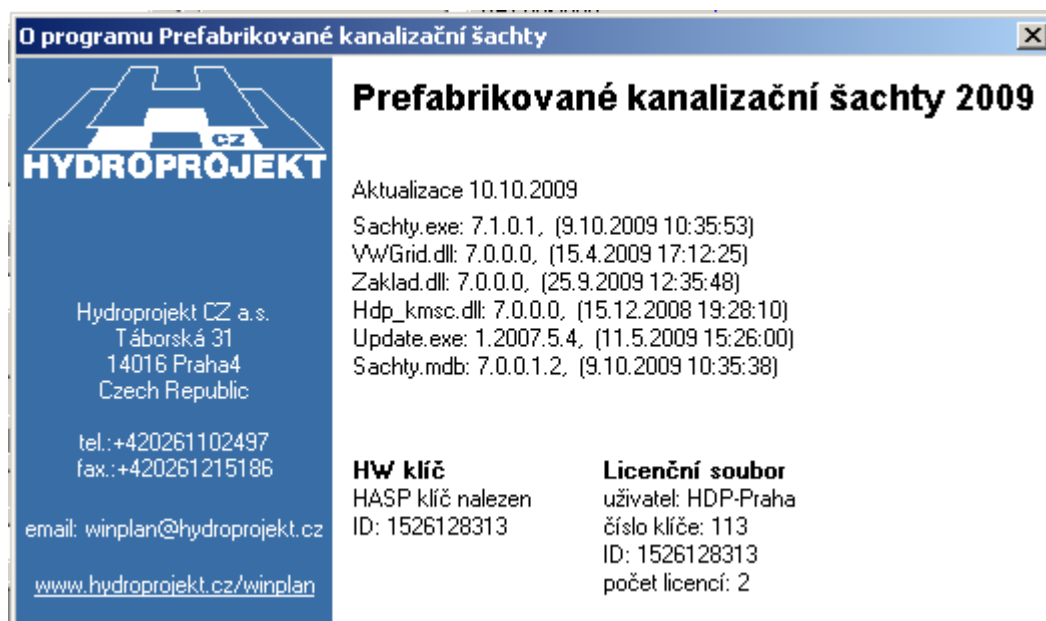 O programu Prefabrikované kanalizační šachty
CZ
HYDROPROJEKT
Hydroprojekt CZ a.s.
Táborská 31
14016 Praha4
Czech Republic
tel.:+420261102497
fax.:+420261215186
email: winplan@hydroprojekt.cz
www.hydroprojekt.cz/winplan
Prefabrikované kanalizační šachty 2009
Aktualizace 10.10.2009
Sachty.exe: 7.1.0.1, (9.10.2009 10:35:53)
VWGrid.dll: 7.0.0.0, (15.4.2009 17:12:25)
Zaklad.dll: 7.0.0.0, (25.9.2009 12:35:48)
Hdp_kmsc.dll: 7.0.0.0, (15.12.2008 19:28:10)
Update.exe: 1.2007.5.4, (11.5.2009 15:26:00)
Sachty.mdb: 7.0.0.1.2, (9.10.2009 10:35:38)
HW klíč
HASP klíč nalezen
ID: 1526128313
Licenční soubor
uživatel: HDP-Praha
číslo klíče: 113
ID: 1526128313
počet licencí: 2